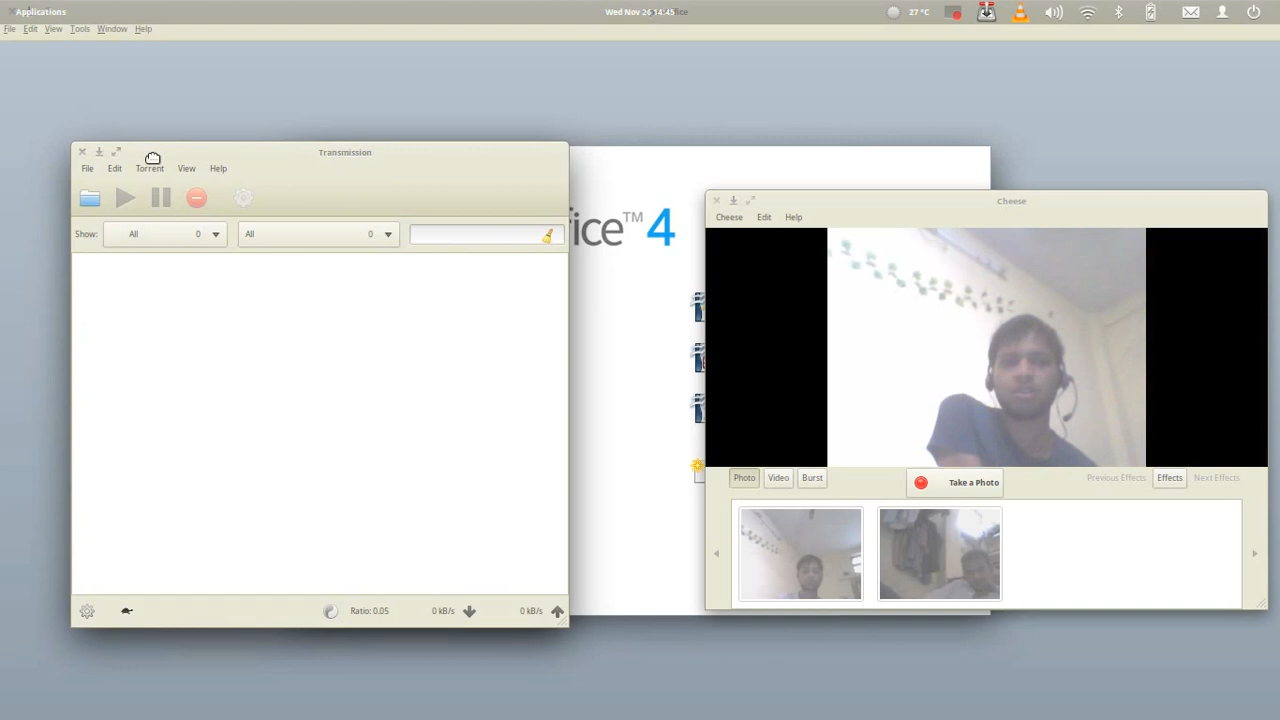 Applications
Wed Nov 26 14:45
27 °C
File Edit View Tools Window Help
Transmission
File Edit Torrent View Help
Show: All 0 All 0
Ratio: 0.05 0 kB/s 0 kB/s
ice™ 4
Cheese
Cheese Edit Help
Photo Video Burst Take a Photo Previous Effects Effects Next Effects